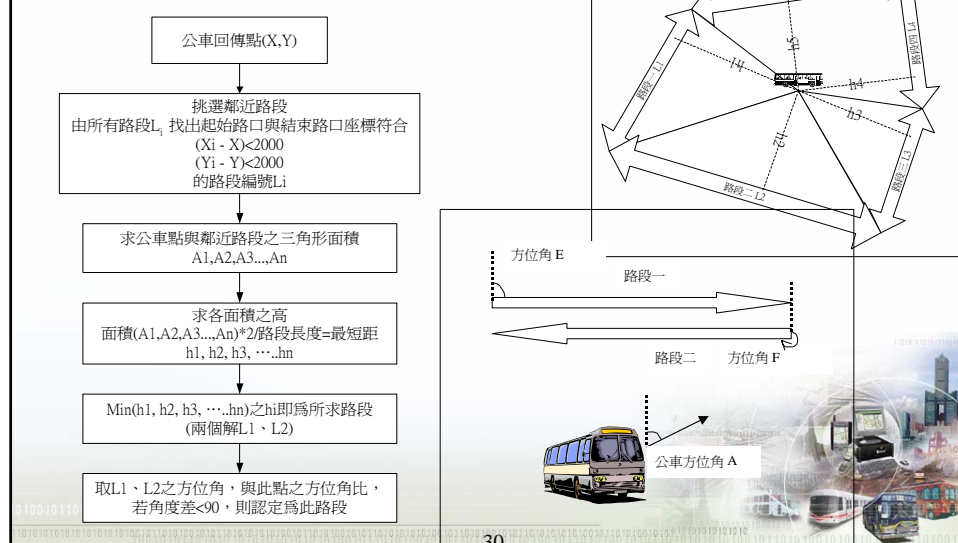 公車回傳點(X,Y)
挑選鄰近路段
由所有路段Li 找出起始路口與結束路口座標符合
(Xi - X)<2000
(Yi - Y)<2000
的路段編號Li
求公車點與鄰近路段之三角形面積
A1,A2,A3...,An
求各面積之高
面積(A1,A2,A3...,An)*2/路段長度=最短距
h1, h2, h3, …..hn
Min(h1, h2, h3, …..hn)之hi即為所求路段
(兩個解L1、L2)
取L1、L2之方位角，與此點之方位角比，
若角度差<90，則認定為此路段
路段一 L1
h1
h5
路段四 L4
h4
h3
h2
路段三 L3
路段二 L2
方位角 E
路段一
路段二
方位角 F
公車方位角 A
30